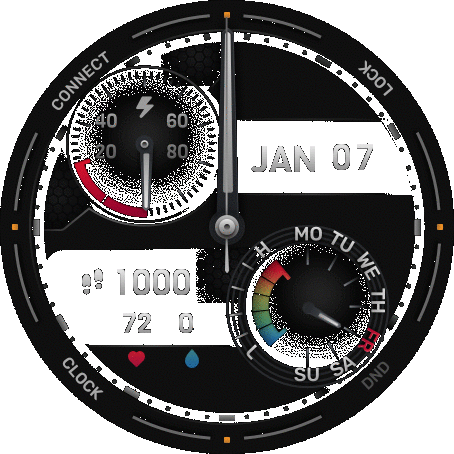 CONNECT
LOCK
40 60
20 80
JAN 07
H
MO TU WE TH FR SA SU
L
1000
72 0
CLOCK
DND